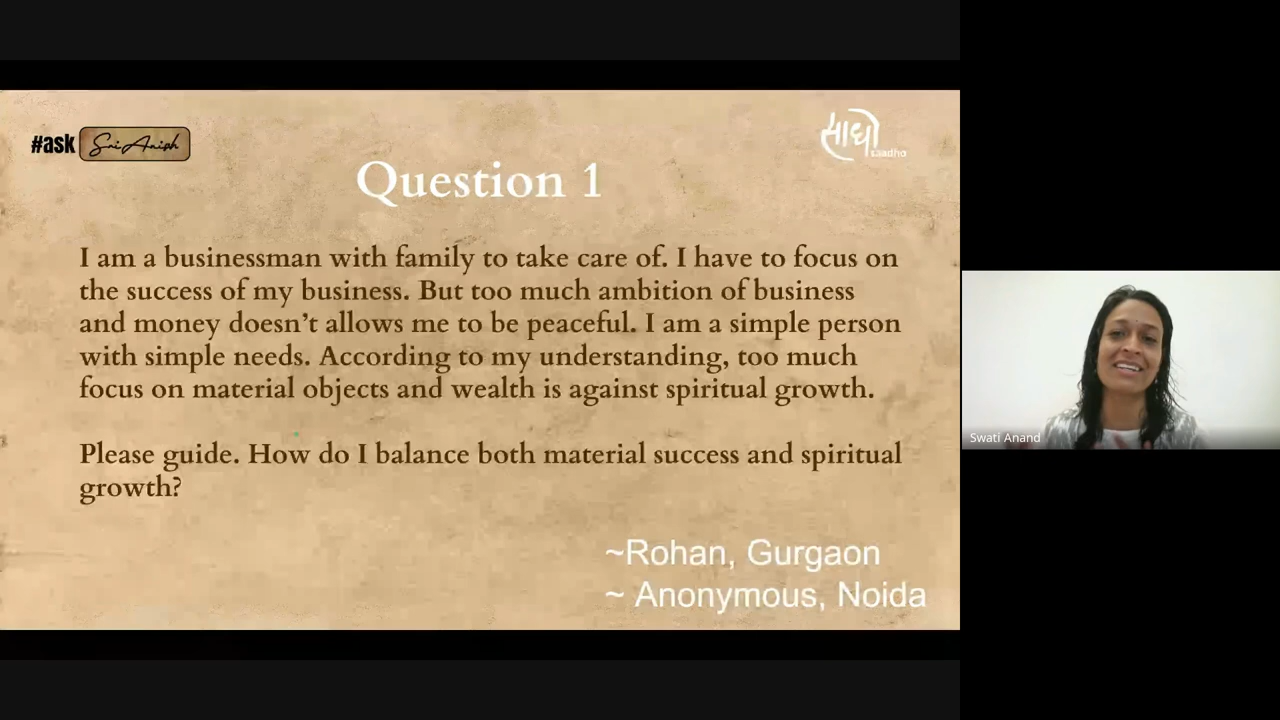 #ask Sri Anish
साधो
saadho
Question 1
I am a businessman with family to take care of. I have to focus on
the success of my business. But too much ambition of business
and money doesn't allows me to be peaceful. I am a simple person
with simple needs. According to my understanding, too much
focus on material objects and wealth is against spiritual growth.
Please guide. How do I balance both material success and spiritual
growth?
~Rohan, Gurgaon
~ Anonymous, Noida
Swati Anand